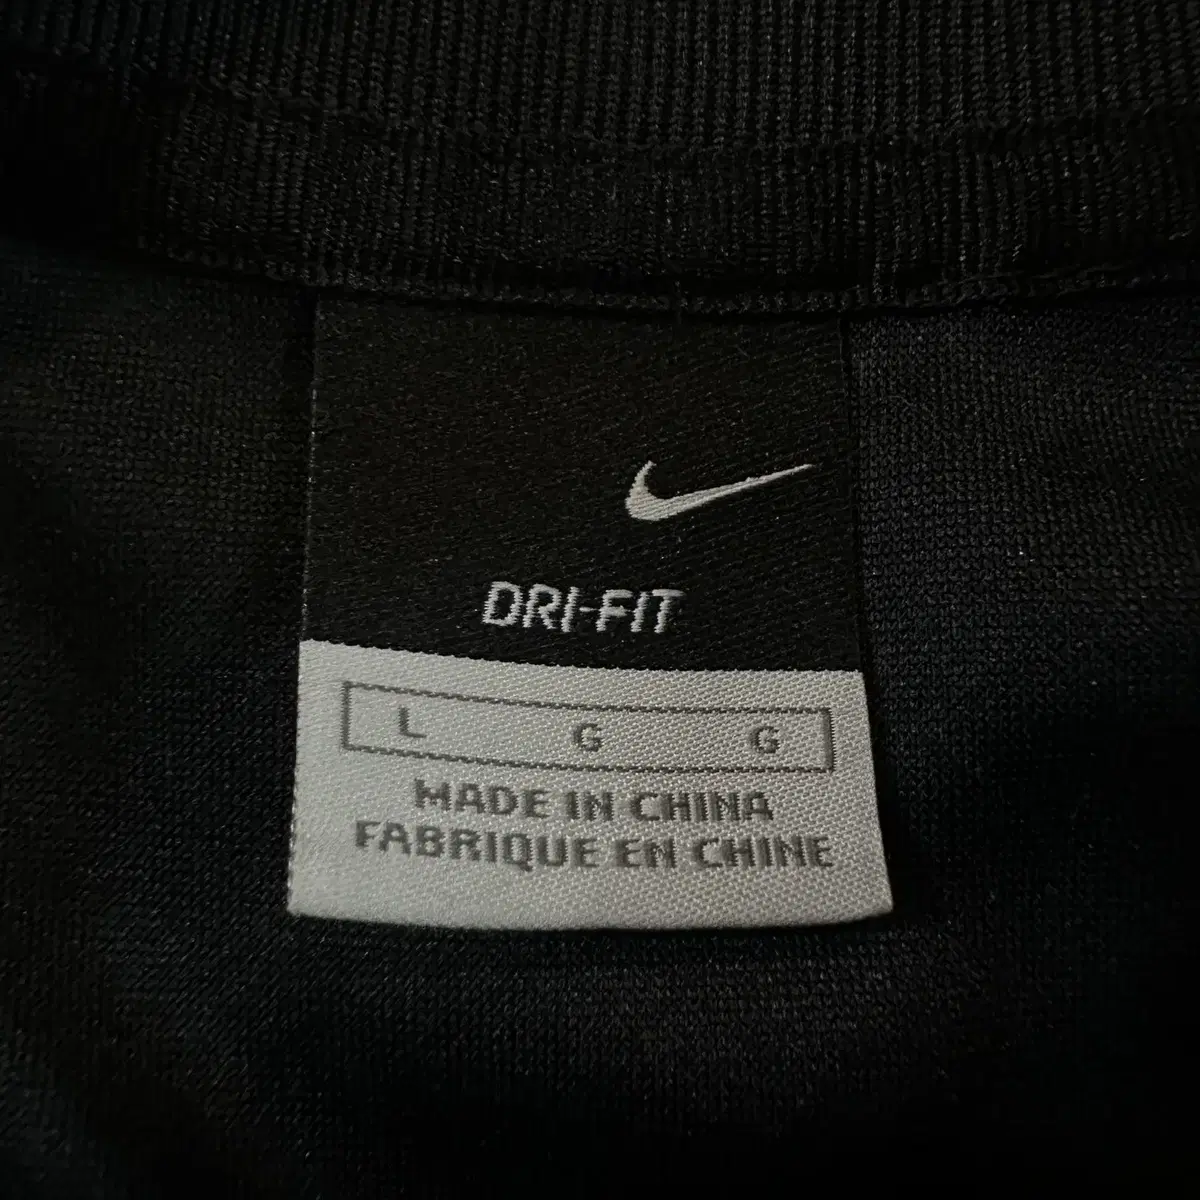 DRI-FIT
L G G
MADE IN CHINA
FABRIQUE EN CHINE